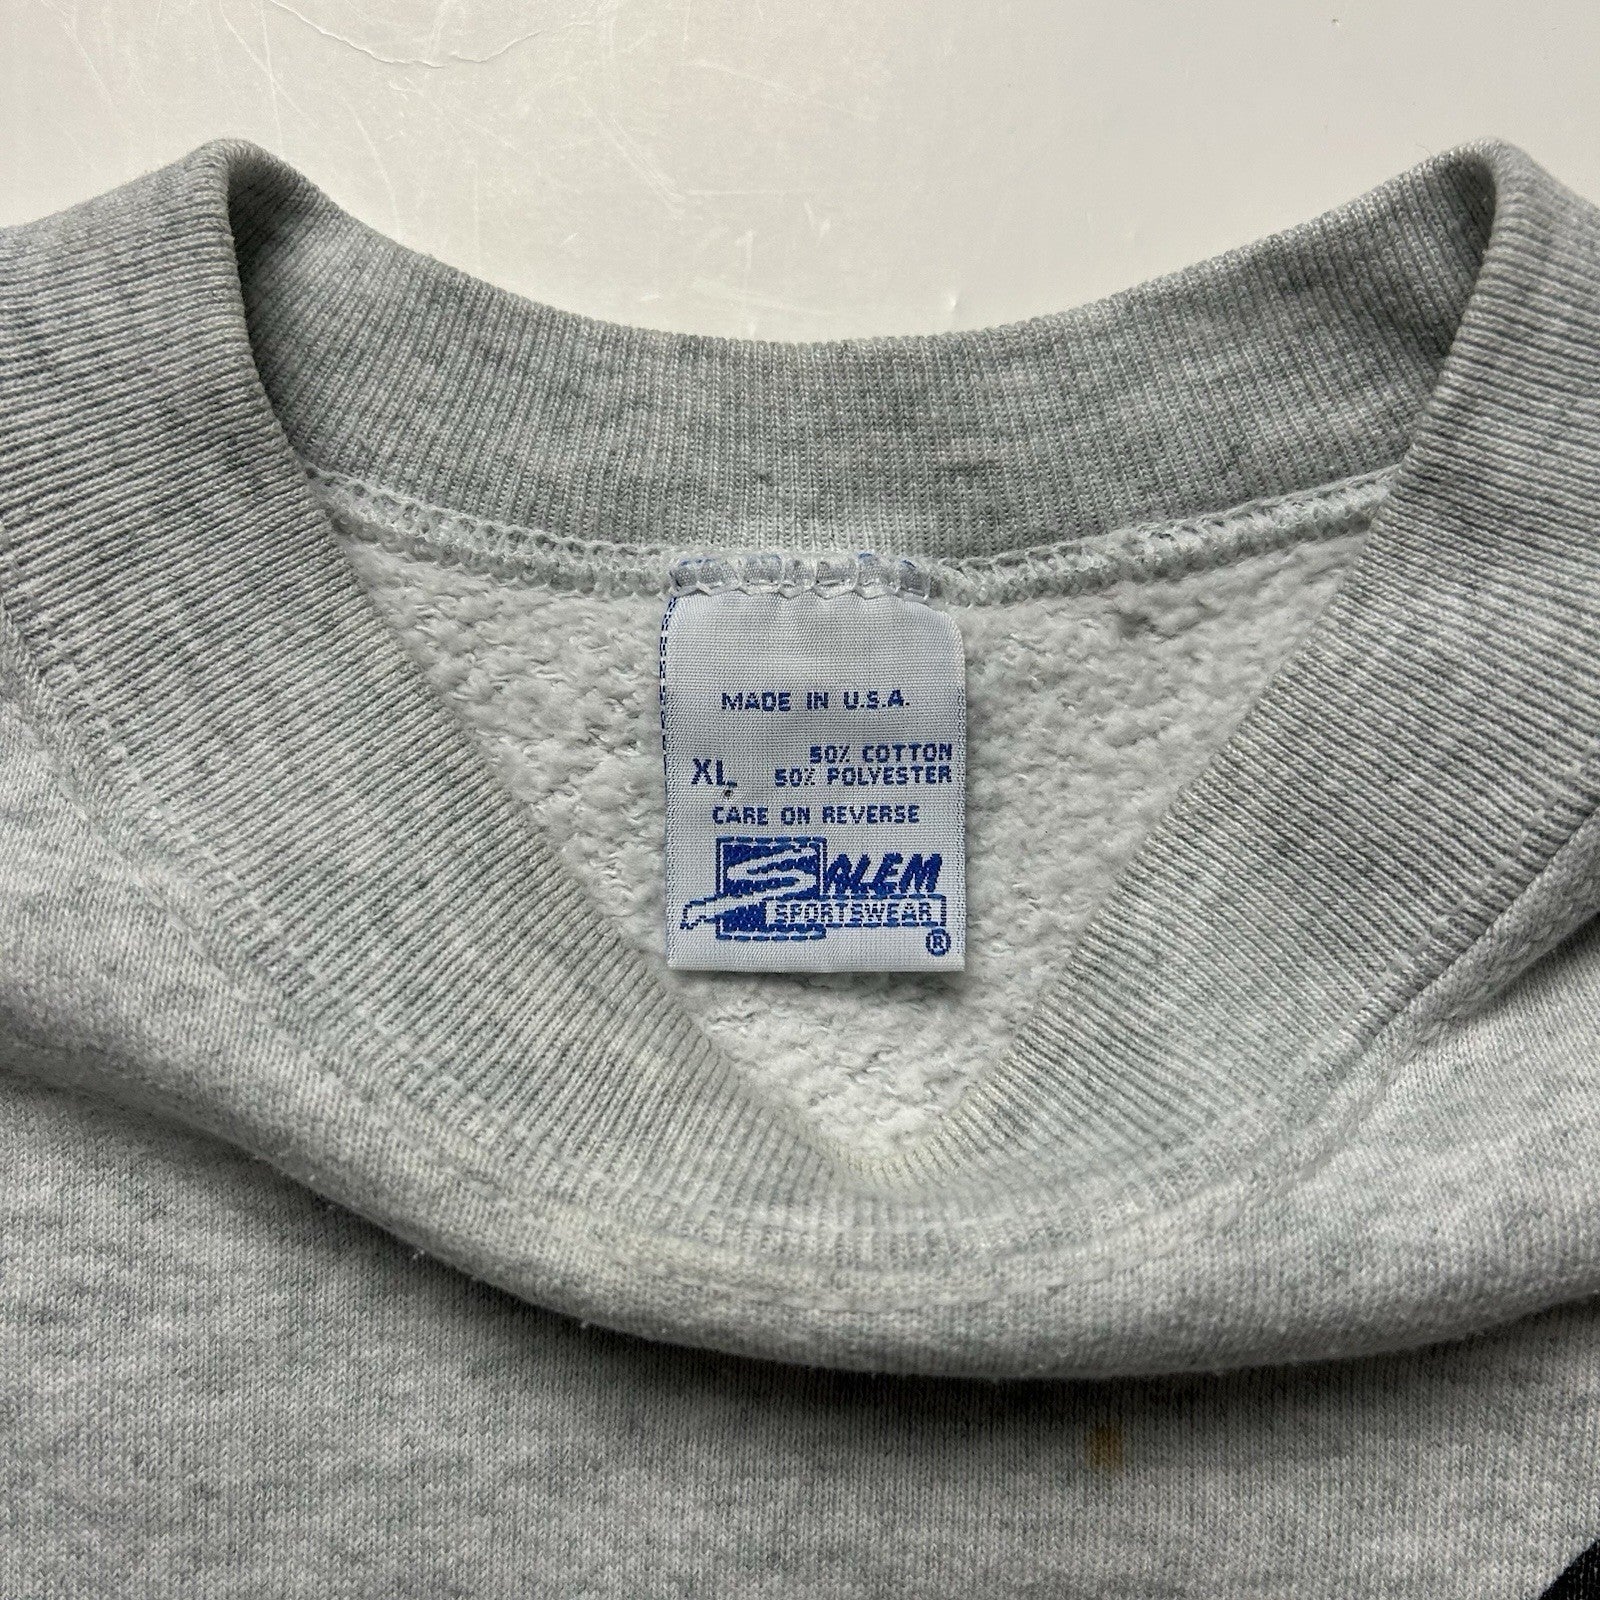 MADE IN U.S.A.
50% COTTON
XL 50% POLYESTER
CARE ON REVERSE
SALEM
SPORTSWEAR
®